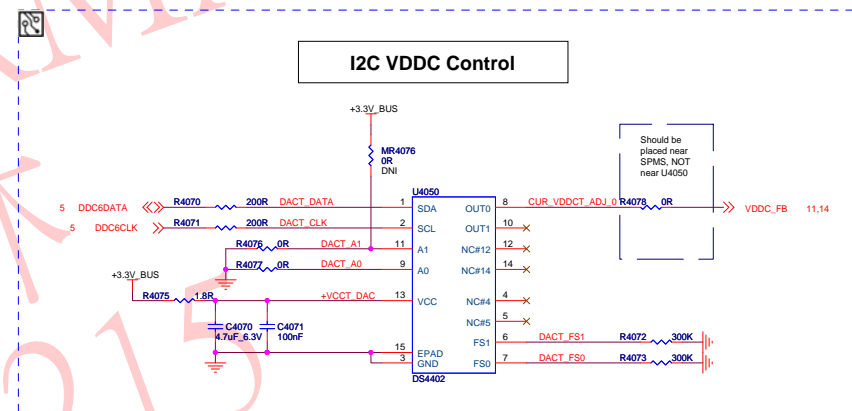 I2C VDDC Control
+3.3V_BUS
MR4076
0R
DNI
Should be
placed near
SPMS, NOT
near U4050
U4050
5 DDC6DATA R4070 200R DACT_DATA 1 SDA OUT0 8 CUR_VDDCT_ADJ_0 R4078 0R VDDC_FB 11,14
5 DDC6CLK R4071 200R DACT_CLK 2 SCL OUT1 10
R4076 0R DACT_A1 11 A1 NC#12 12
R4077 0R DACT_A0 9 A0 NC#14 14
+3.3V_BUS
R4075 1.8R +VCCT_DAC 13 VCC NC#4 4
NC#5 5
C4070
4.7uF_6.3V
C4071
100nF
FS1 6 DACT_FS1 R4072 300K
15 EPAD
3 GND
FS0 7 DACT_FS0 R4073 300K
DS4402
215